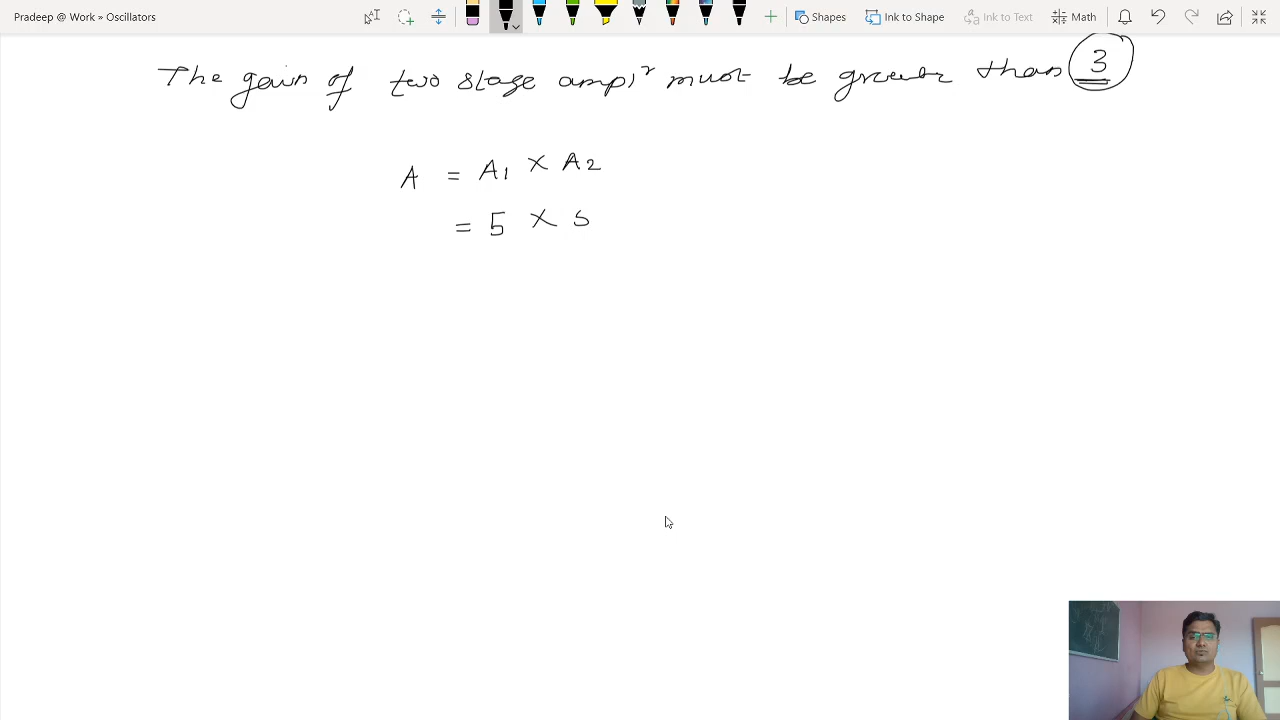 Pradeep @ Work > Oscillators
Shapes
Ink to Shape
Ink to Text
Math
The gain of two stage amplr must be greater than 3
A = A1 × A2
= 5 × 5